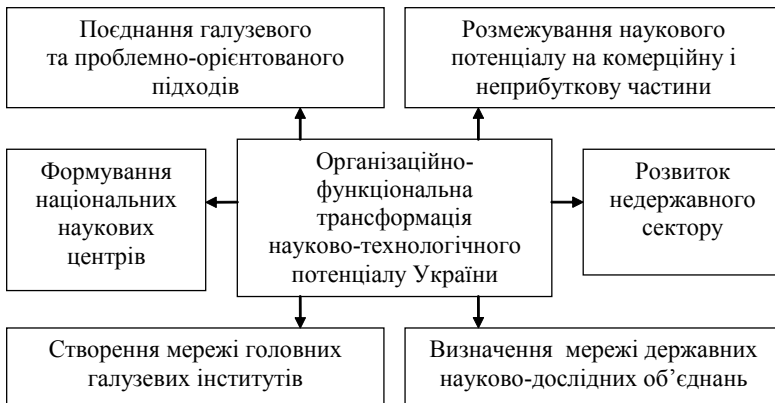 Поєднання галузевого
та проблемно-орієнтованого
підходів
Розмежування наукового
потенціалу на комерційну і
неприбуткову частини
Формування
національних
наукових
центрів
Організаційно-
функціональна
трансформація
науково-технологічного
потенціалу України
Розвиток
недержавного
сектору
Створення мережі головних
галузевих інститутів
Визначення мережі державних
науково-дослідних об’єднань